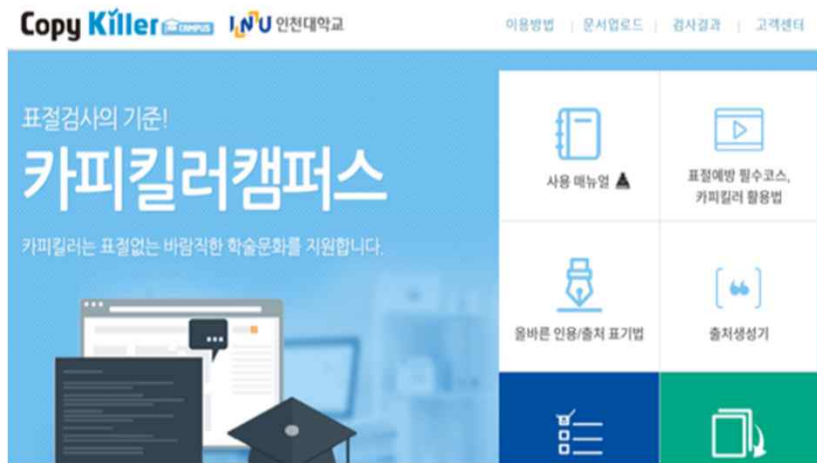 Copy Killer CAMPUS INU 인천대학교
이용방법 | 문서업로드 | 검사결과 | 고객센터
표절검사의 기준!
카피킬러캠퍼스
카피킬러는 표절없는 바람직한 학술문화를 지원합니다.
사용 매뉴얼
표절예방 필수코스,
카피킬러 활용법
올바른 인용/출처 표기법
출처생성기